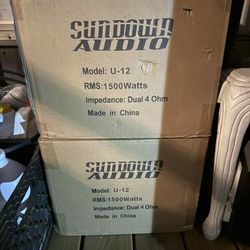 SUNDOWN
AUDIO
Model: U-12
RMS:1500Watts
Impedance: Dual 4 Ohm
Made in China
SUNDOWN
AUDIO
Model: U-12
RMS:1500Watts
Impedance: Dual 4 Ohm
Made in China